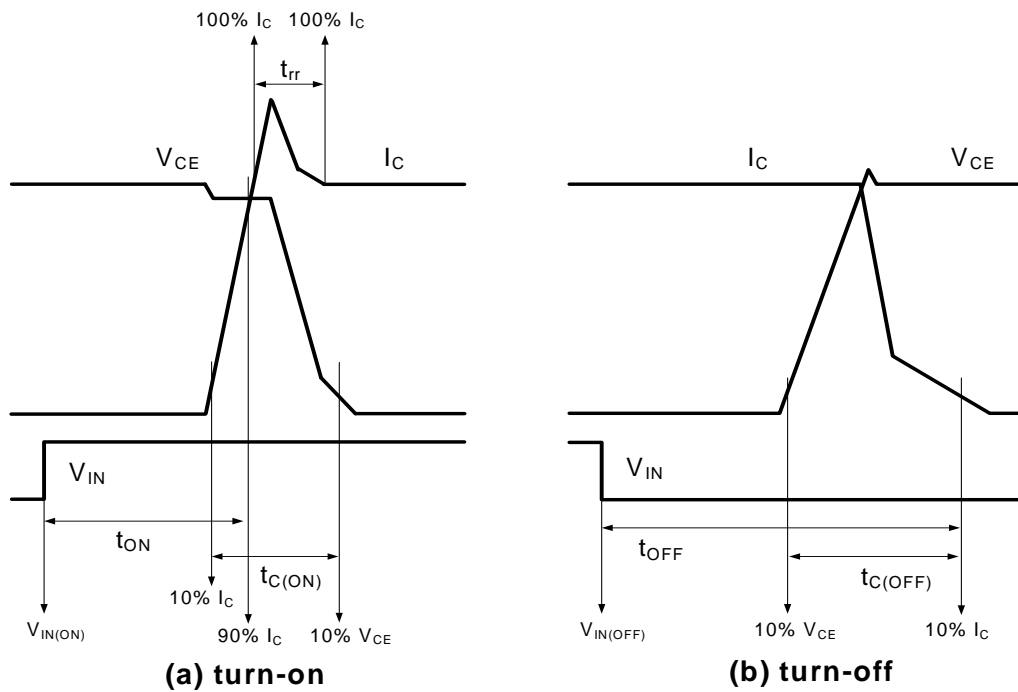 100% IC 100% IC
trr
VCE IC
IC VCE
VIN
VIN
tON
tOFF
tC(ON)
tC(OFF)
10% IC
VIN(ON) 90% IC 10% VCE
VIN(OFF) 10% VCE 10% IC
(a) turn-on
(b) turn-off